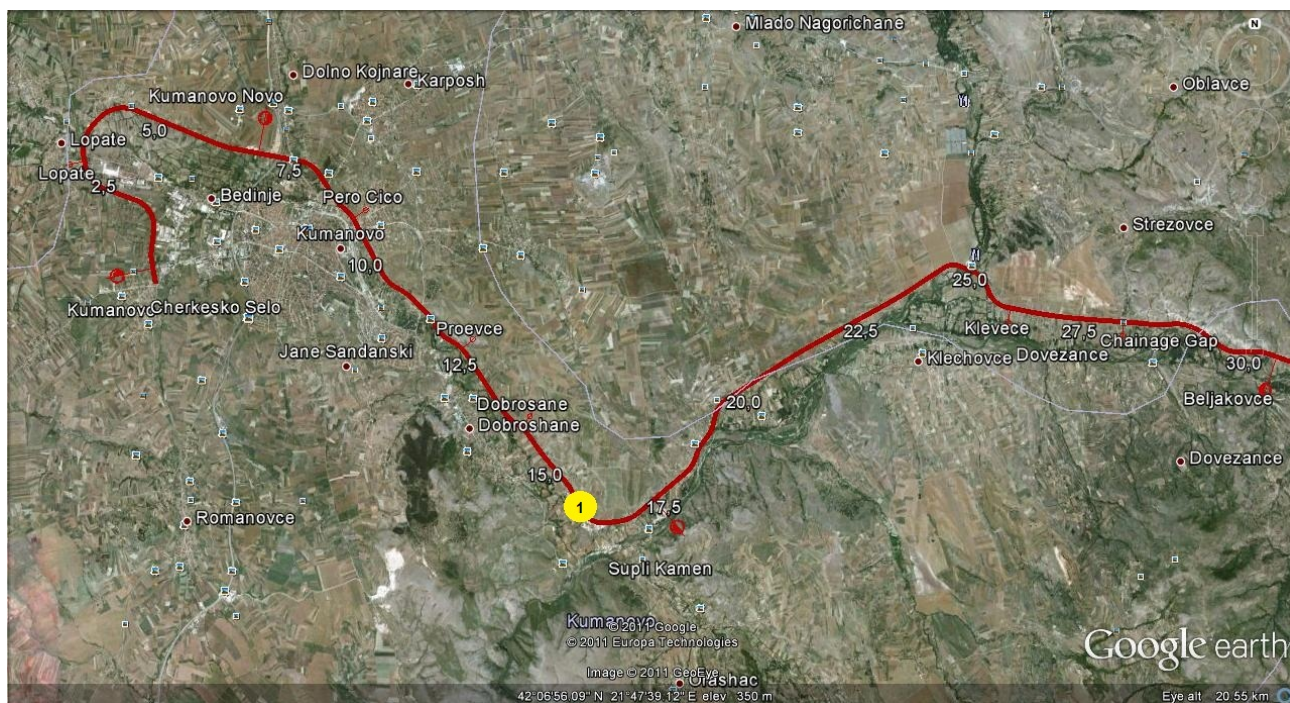 Mlado Nagorichane
N
Dolno Kojnare
Karposh
Oblavce
Kumanovo Novo
5,0
Lopate
7,5
Lopate
2,5
Bedinje
Pero Cico
Strezovce
Kumanovo
10,0
25,0
Kumanovo
Cherkesko Selo
Proevce
22,5
Klevece
27,5
Chainage Gap
Jane Sandanski
12,5
Klechovce
Dovezance
30,0
Beljakovce
Dobrosane
20,0
Dobroshane
Dovezance
15,0
1
17,5
Romanovce
Supli Kamen
Kumanovo
© 2011 Google
© 2011 Europa Technologies
Image © 2011 GeoEye
Orashac
Google earth
42°06'56.09" N 21°47'39.12" E elev 350 m
Eye alt 20.55 km